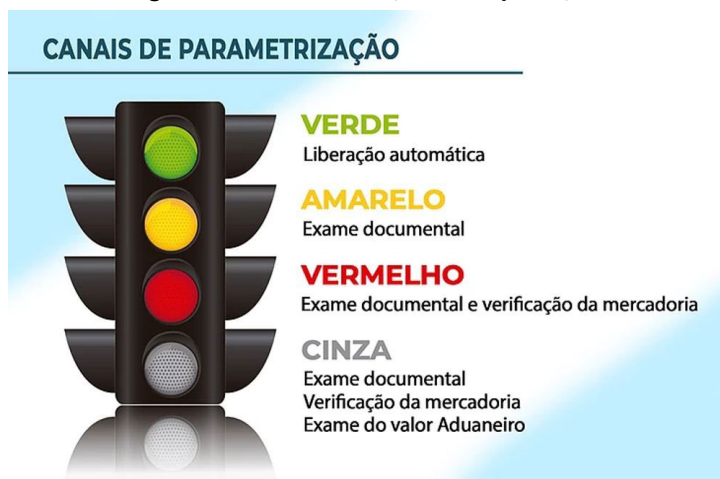 CANAIS DE PARAMETRIZAÇÃO
VERDE
Liberação automática
AMARELO
Exame documental
VERMELHO
Exame documental e verificação da mercadoria
CINZA
Exame documental
Verificação da mercadoria
Exame do valor Aduaneiro